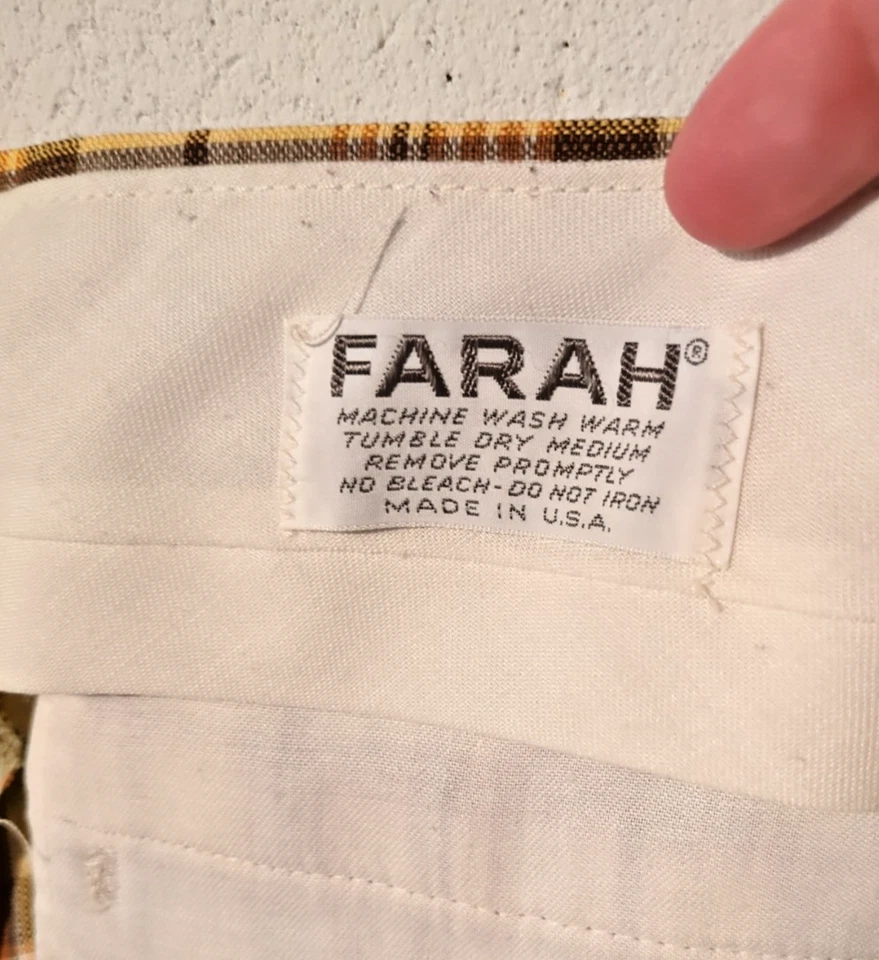 FARAH®
MACHINE WASH WARM
TUMBLE DRY MEDIUM
REMOVE PROMPTLY
NO BLEACH-DO NOT IRON
MADE IN U.S.A.